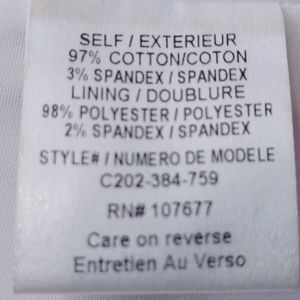 SELF / EXTERIEUR
97% COTTON/COTON
3% SPANDEX / SPANDEX
LINING / DOUBLURE
98% POLYESTER / POLYESTER
2% SPANDEX / SPANDEX
STYLE# / NUMERO DE MODELE
C202-384-759
RN# 107677
Care on reverse
Entretien Au Verso